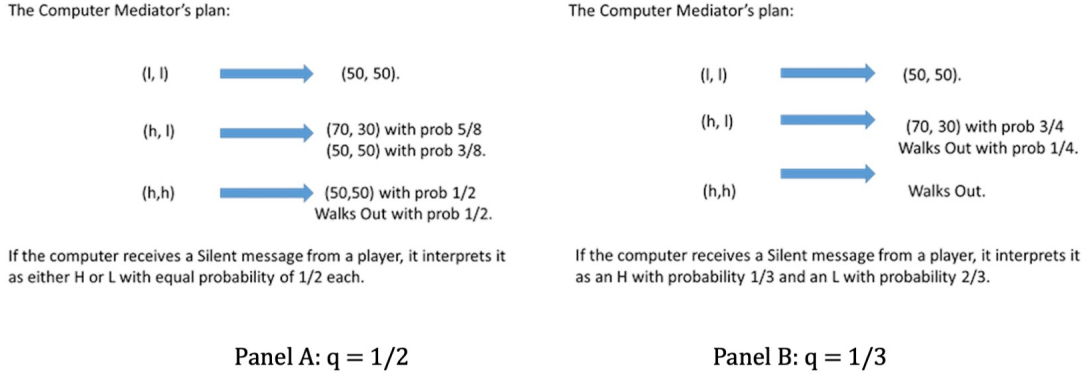 The Computer Mediator's plan:
(l, l) (50, 50).
(h, l) (70, 30) with prob 5/8
(50, 50) with prob 3/8.
(h,h) (50,50) with prob 1/2
Walks Out with prob 1/2.
If the computer receives a Silent message from a player, it interprets it
as either H or L with equal probability of 1/2 each.
Panel A: q = 1/2
The Computer Mediator's plan:
(l, l) (50, 50).
(h, l) (70, 30) with prob 3/4
Walks Out with prob 1/4.
(h,h) Walks Out.
If the computer receives a Silent message from a player, it interprets it
as an H with probability 1/3 and an L with probability 2/3.
Panel B: q = 1/3